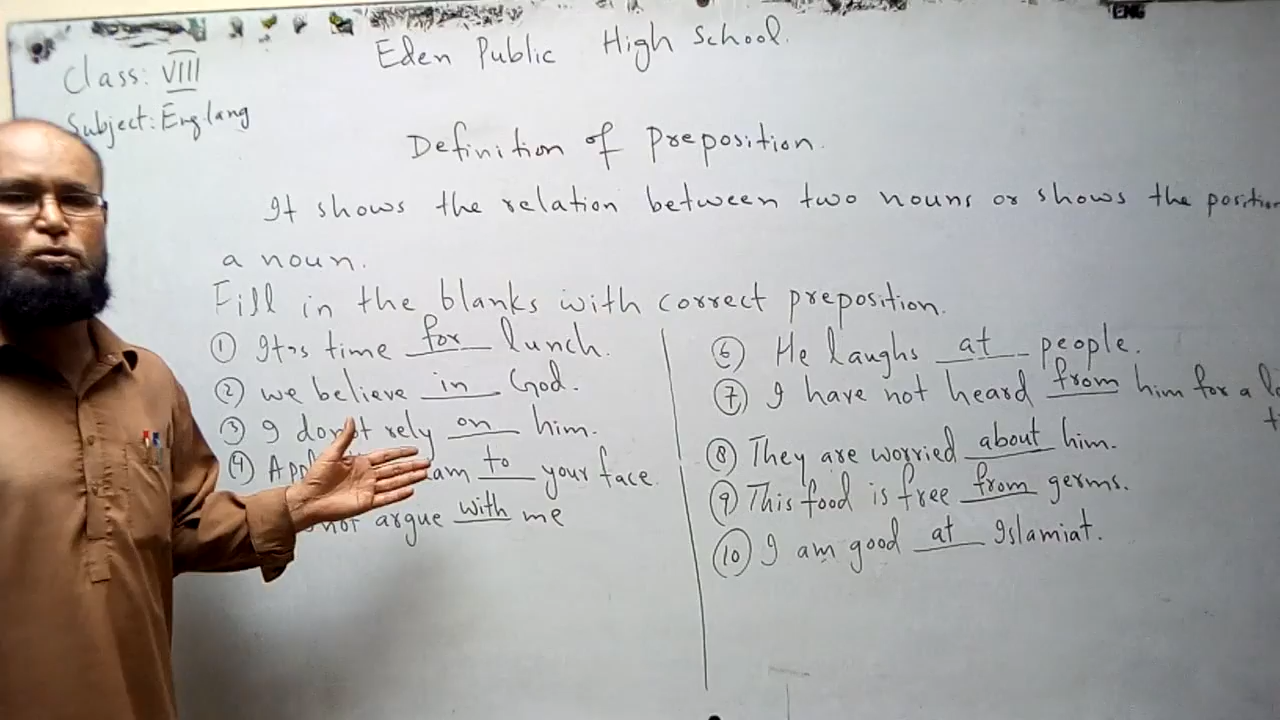 ENG
Eden Public High School.
Class: VIII
Subject: Eng lang
Definition of Preposition.
It shows the relation between two nouns or shows the position
a noun.
Fill in the blanks with correct preposition.
① It's time for lunch.
② we believe in God.
③ I do not rely on him.
④ to your face.
not argue with me
⑥ He laughs at people.
⑦ I have not heard from him for a
⑧ They are worried about him.
⑨ This food is free from germs.
⑩ I am good at Islamiat.